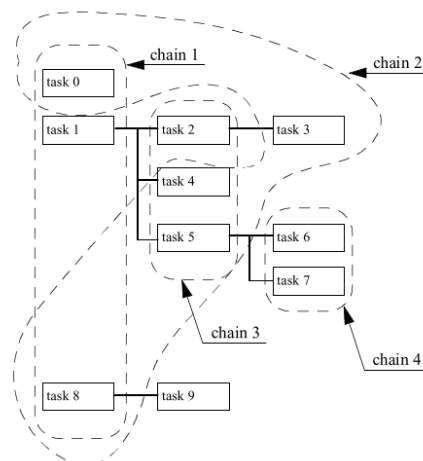 chain 1
chain 2
task 0
task 1 task 2 task 3
task 4
task 5 task 6
task 7
chain 3
chain 4
task 8 task 9